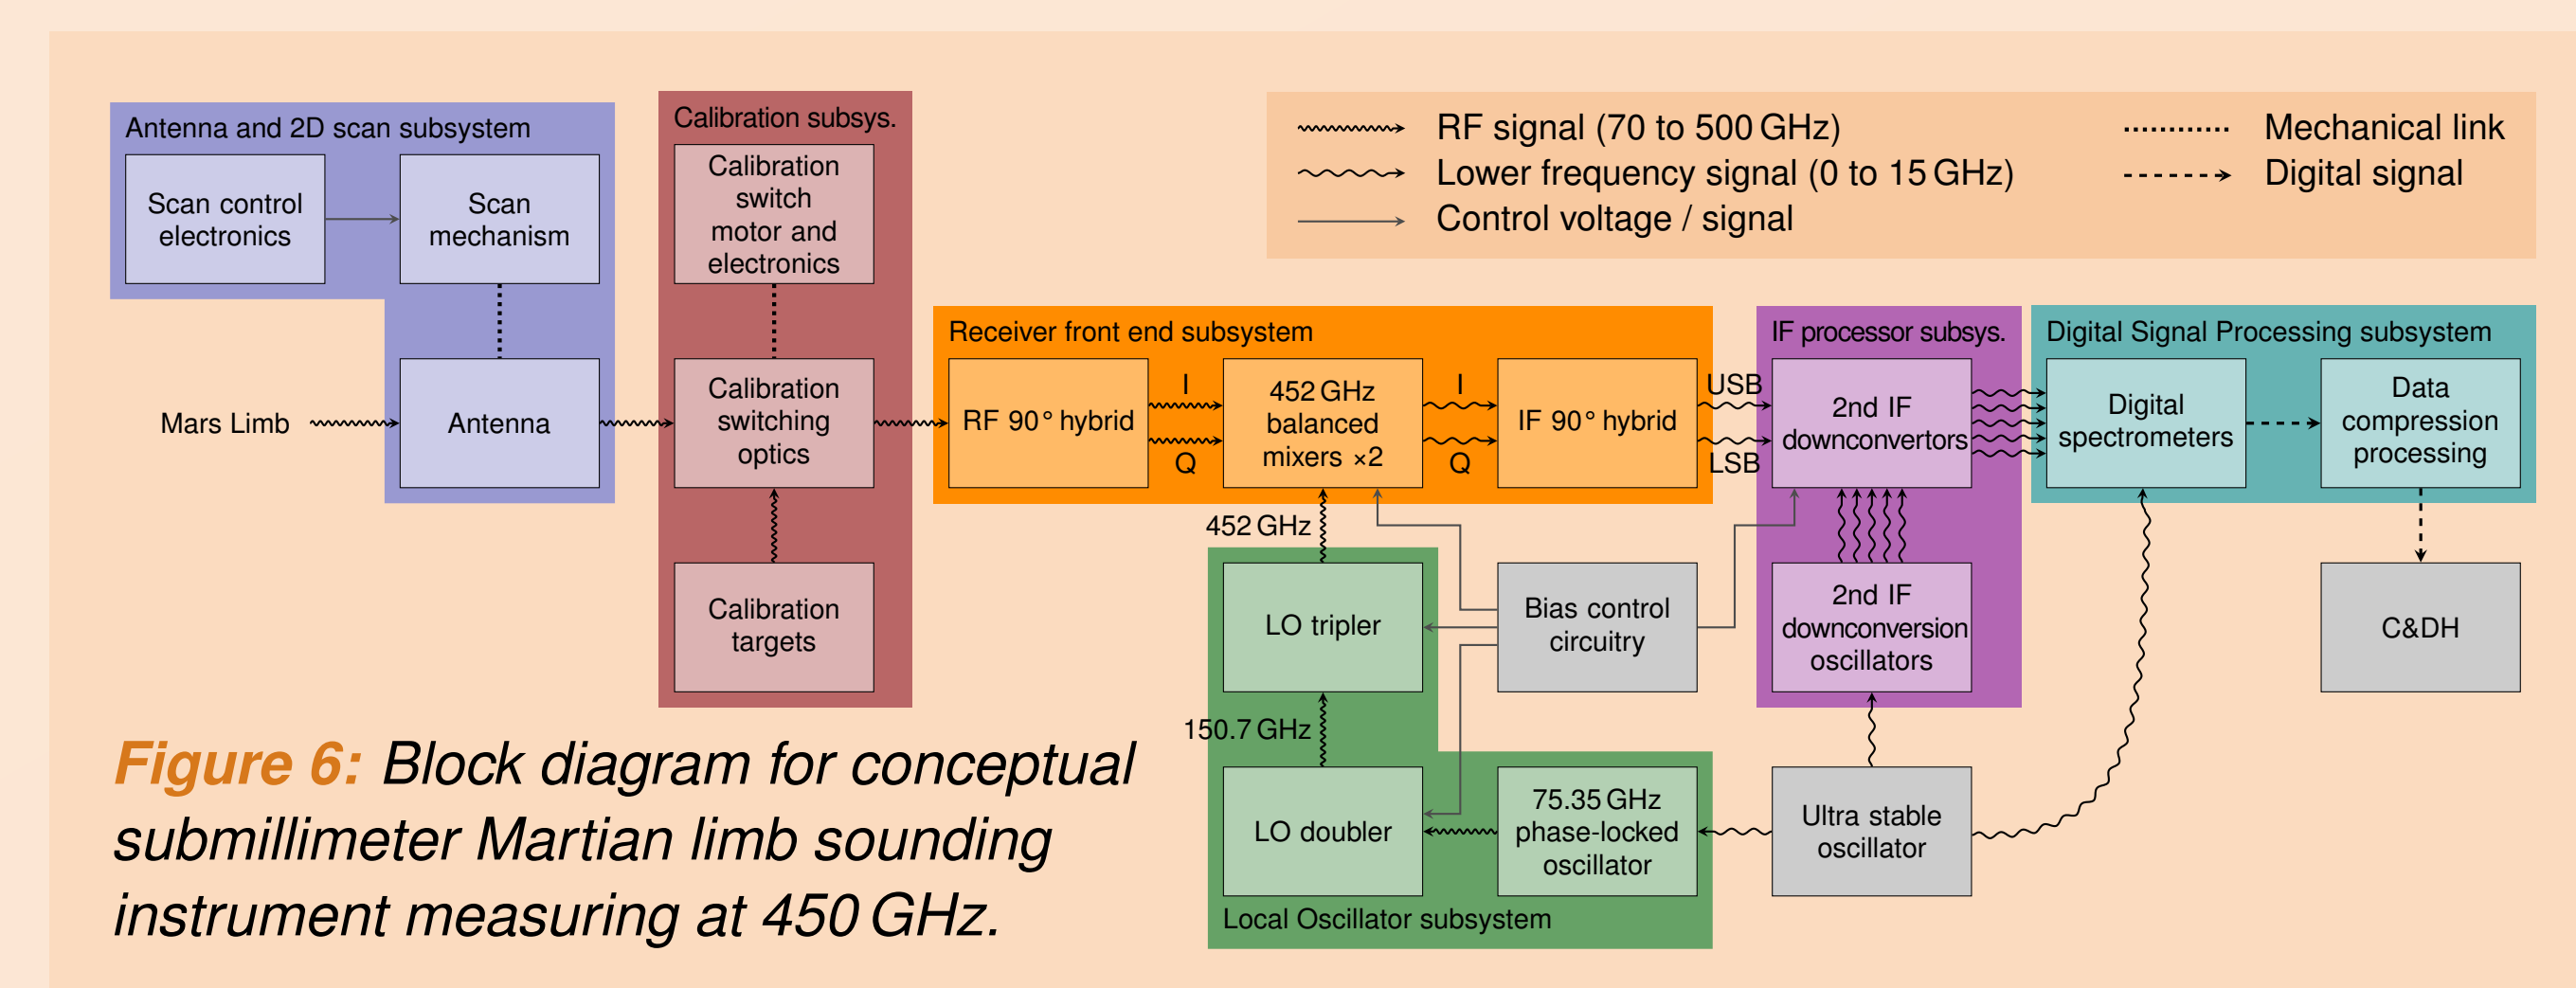 Antenna and 2D scan subsystem
Scan control
electronics
Scan
mechanism
Mars Limb
Antenna
Calibration subsys.
Calibration
switch
motor and
electronics
Calibration
switching
optics
Calibration
targets
RF signal (70 to 500 GHz)
Lower frequency signal (0 to 15 GHz)
Control voltage / signal
Mechanical link
Digital signal
Receiver front end subsystem
RF 90° hybrid
I
Q
452 GHz
balanced
mixers ×2
I
Q
IF 90° hybrid
USB
LSB
IF processor subsys.
2nd IF
downconvertors
2nd IF
downconversion
oscillators
Digital Signal Processing subsystem
Digital
spectrometers
Data
compression
processing
C&DH
452 GHz
LO tripler
Bias control
circuitry
150.7 GHz
LO doubler
75.35 GHz
phase-locked
oscillator
Ultra stable
oscillator
Local Oscillator subsystem
Figure 6: Block diagram for conceptual
submillimeter Martian limb sounding
instrument measuring at 450 GHz.